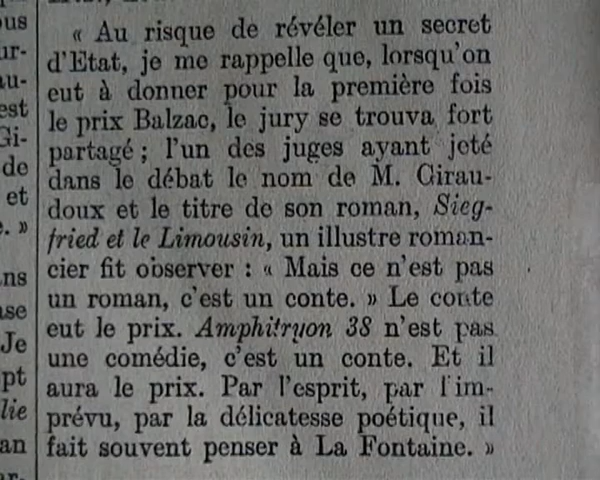 « Au risque de révéler un secret
d'Etat, je me rappelle que, lorsqu'on
eut à donner pour la première fois
le prix Balzac, le jury se trouva fort
partagé ; l'un des juges ayant jeté
dans le débat le nom de M. Girau-
doux et le titre de son roman, Sieg-
fried et le Limousin, un illustre roman-
cier fit observer : « Mais ce n'est pas
un roman, c'est un conte. » Le conte
eut le prix. Amphitryon 38 n'est pas
une comédie, c'est un conte. Et il
aura le prix. Par l'esprit, par l'im-
prévu, par la délicatesse poétique, il
fait souvent penser à La Fontaine. »